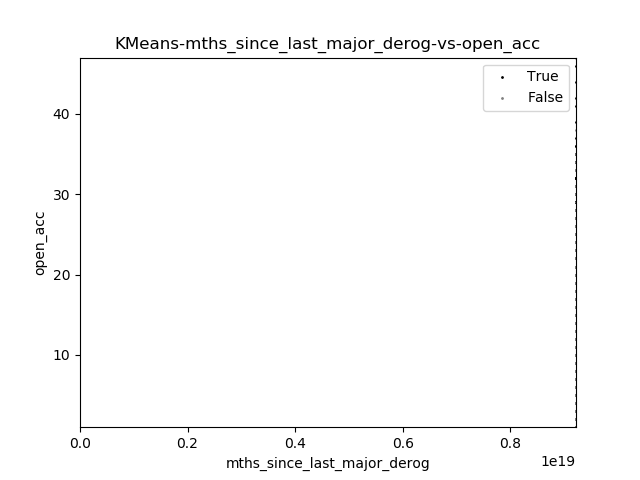 KMeans-mths_since_last_major_derog-vs-open_acc
True
False
open_acc
40
30
20
10
0.0 0.2 0.4 0.6 0.8
1e19
mths_since_last_major_derog